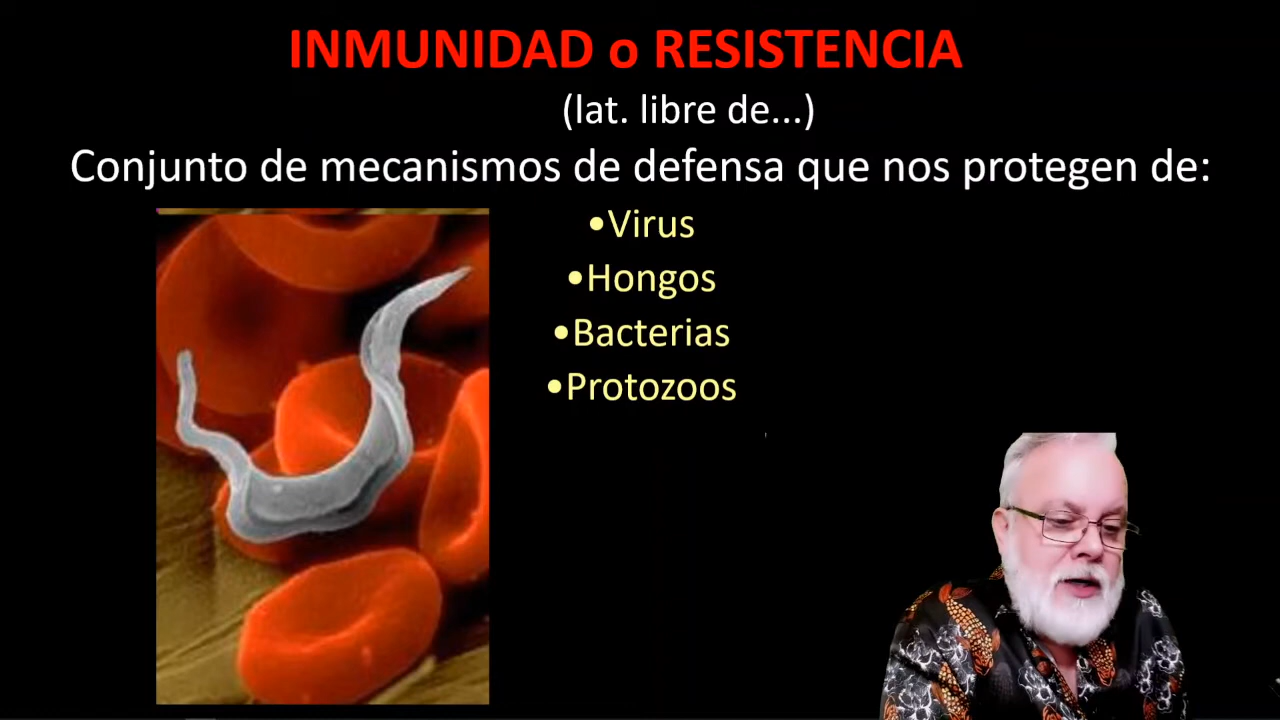 INMUNIDAD o RESISTENCIA
(lat. libre de...)
Conjunto de mecanismos de defensa que nos protegen de:
•Virus
•Hongos
•Bacterias
•Protozoos